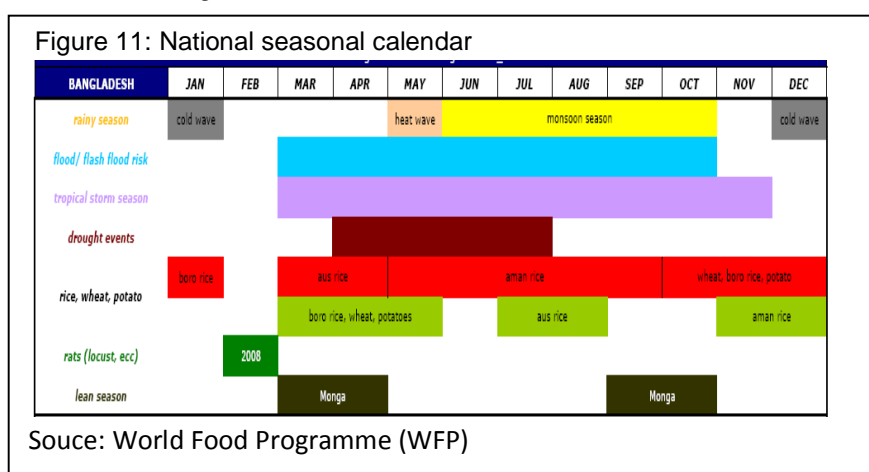 Figure 11: National seasonal calendar
BANGLADESH JAN FEB MAR APR MAY JUN JUL AUG SEP OCT NOV DEC
rainy season cold wave heat wave monsoon season cold wave
flood/ flash flood risk
tropical storm season
drought events
rice, wheat, potato boro rice aus rice aman rice wheat, boro rice, potato
boro rice, wheat, potatoes aus rice aman rice
rats (locust, ecc) 2008
lean season Monga Monga
Souce: World Food Programme (WFP)